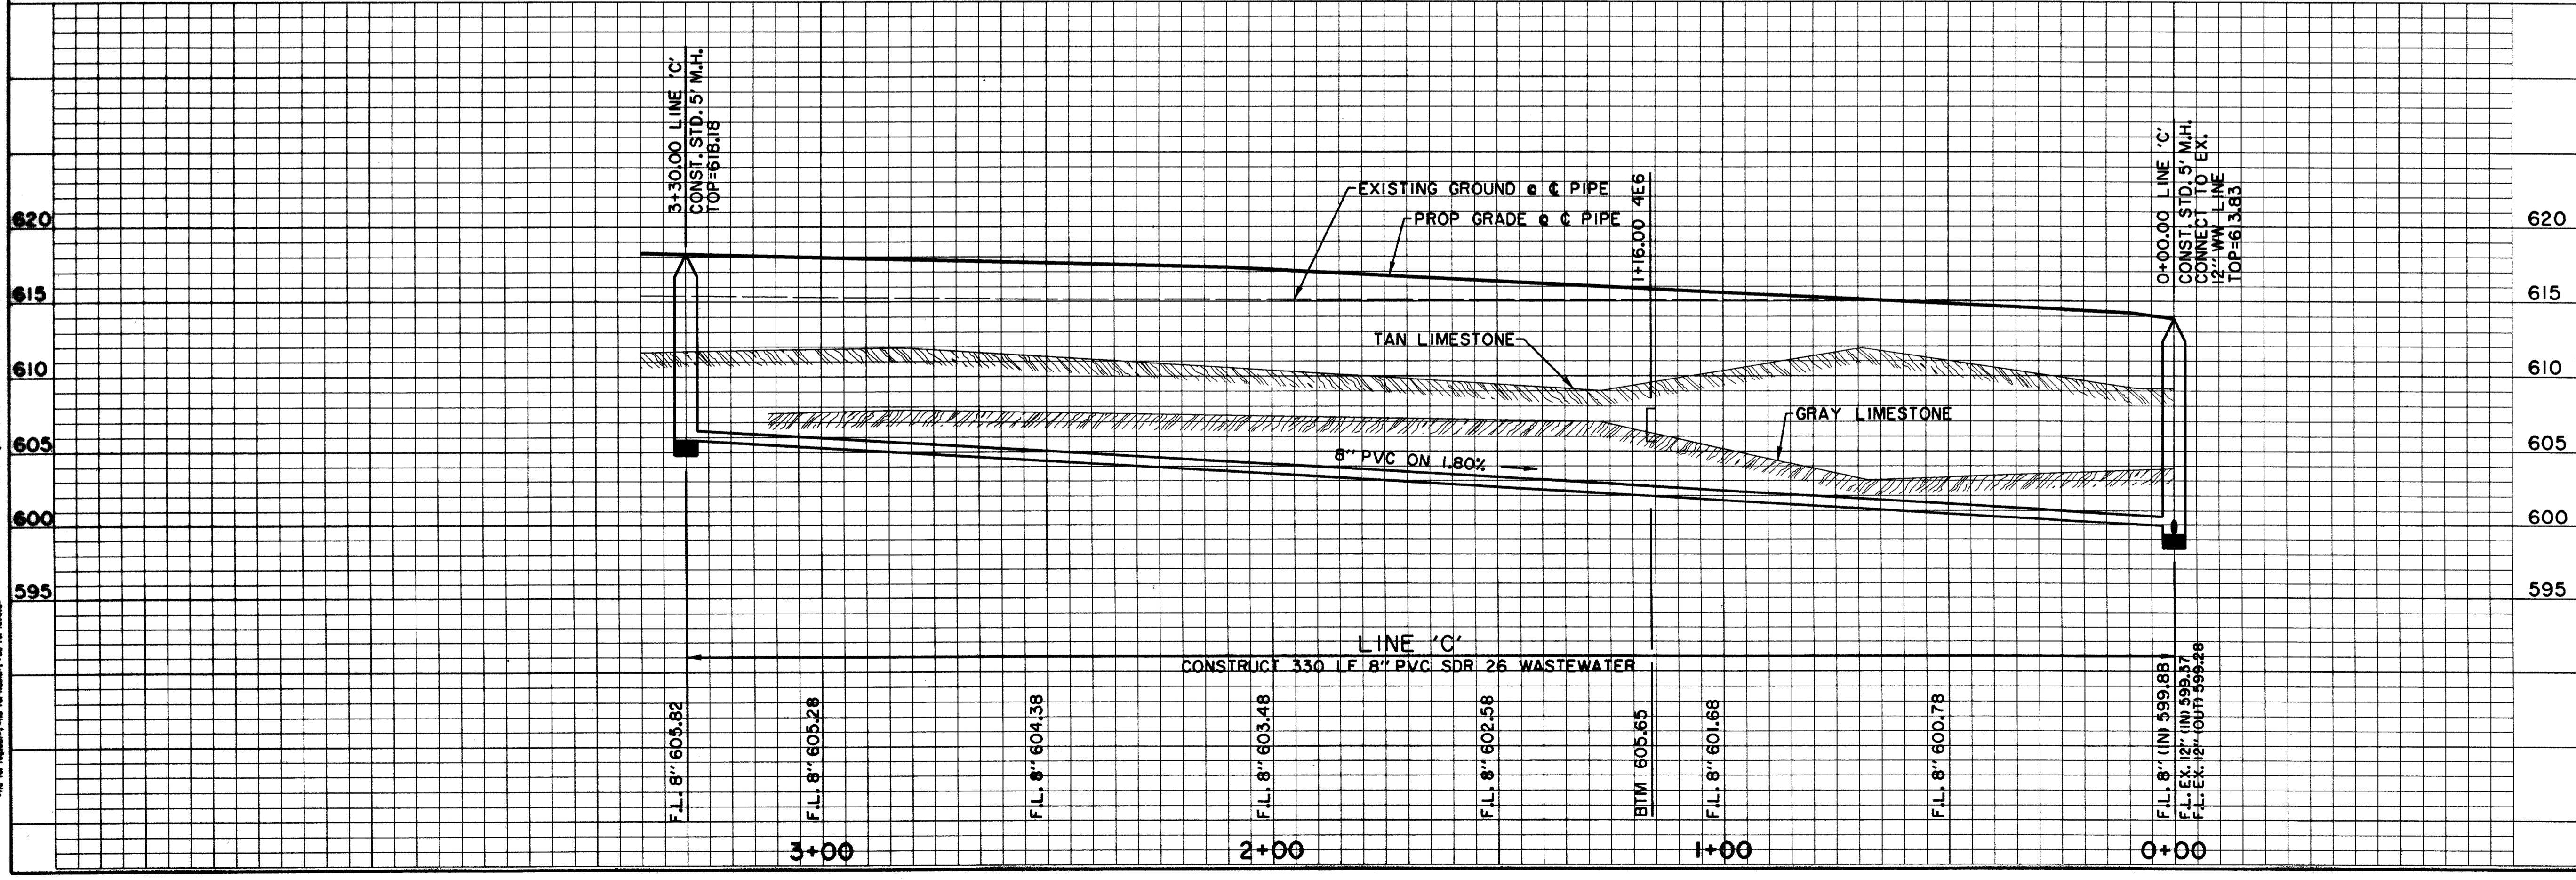 3+30.00 LINE 'C'
CONST. STD. 5' M.H.
TOP=618.18
0+00.00 LINE 'C'
CONST. STD. 5' M.H.
CONNECT TO EX.
12" WW LINE
TOP=613.83
EXISTING GROUND @ ℄ PIPE
PROP GRADE @ ℄ PIPE
1+16.00 4E6
620
620
615
615
TAN LIMESTONE
610
610
GRAY LIMESTONE
605
605
8" PVC ON 1.80%
600
600
595
595
LINE 'C'
CONSTRUCT 330 LF 8" PVC SDR 26 WASTEWATER
F.L. 8" 605.82
F.L. 8" 605.28
F.L. 8" 604.38
F.L. 8" 603.48
F.L. 8" 602.58
BTM 605.65
F.L. 8" 601.68
F.L. 8" 600.78
F.L. 8" (IN) 599.88
F.L. EX. 12" (IN) 599.37
F.L. EX. 12" (OUT) 599.28
3+00
2+00
1+00
0+00